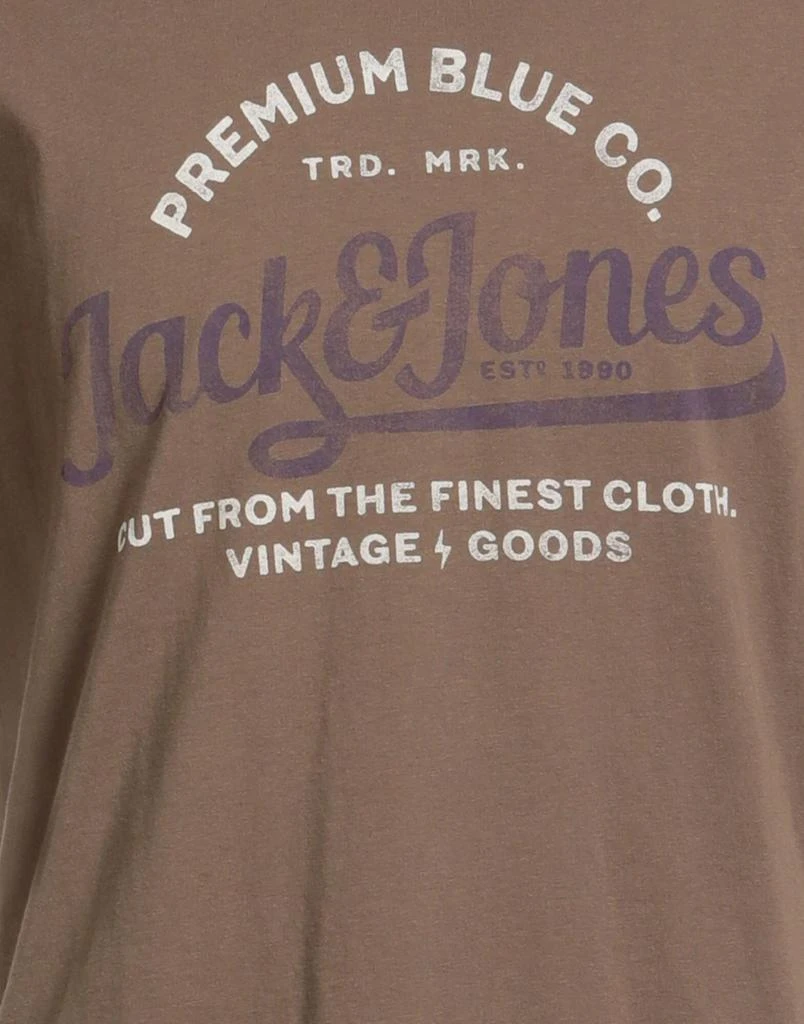 PREMIUM BLUE CO.
TRD. MRK.
Jack&Jones
ESTD 1990
CUT FROM THE FINEST CLOTH.
VINTAGE GOODS